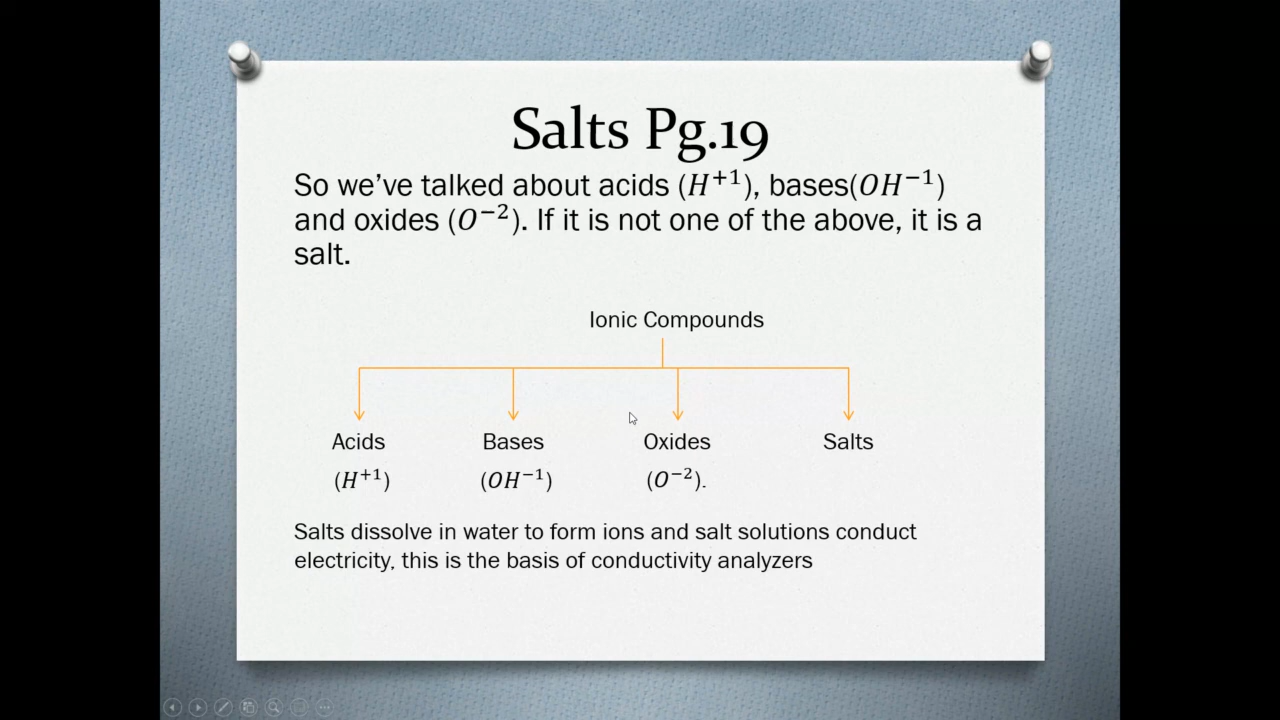 Salts Pg.19
So we’ve talked about acids (H⁺¹), bases(OH⁻¹)
and oxides (O⁻²). If it is not one of the above, it is a
salt.
Ionic Compounds
Acids Bases Oxides Salts
(H⁺¹) (OH⁻¹) (O⁻²).
Salts dissolve in water to form ions and salt solutions conduct
electricity, this is the basis of conductivity analyzers